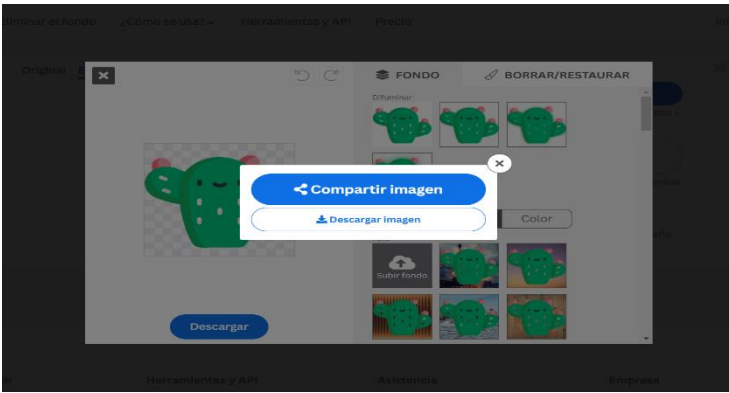 eliminar el fondo ¿Cómo se usa? Herramientas y API Precio
Original
FONDO BORRAR/RESTAURAR
Difuminar
Compartir imagen
Descargar imagen
Color
Subir fondo
Descargar
Herramientas y API Asistencia Empresa